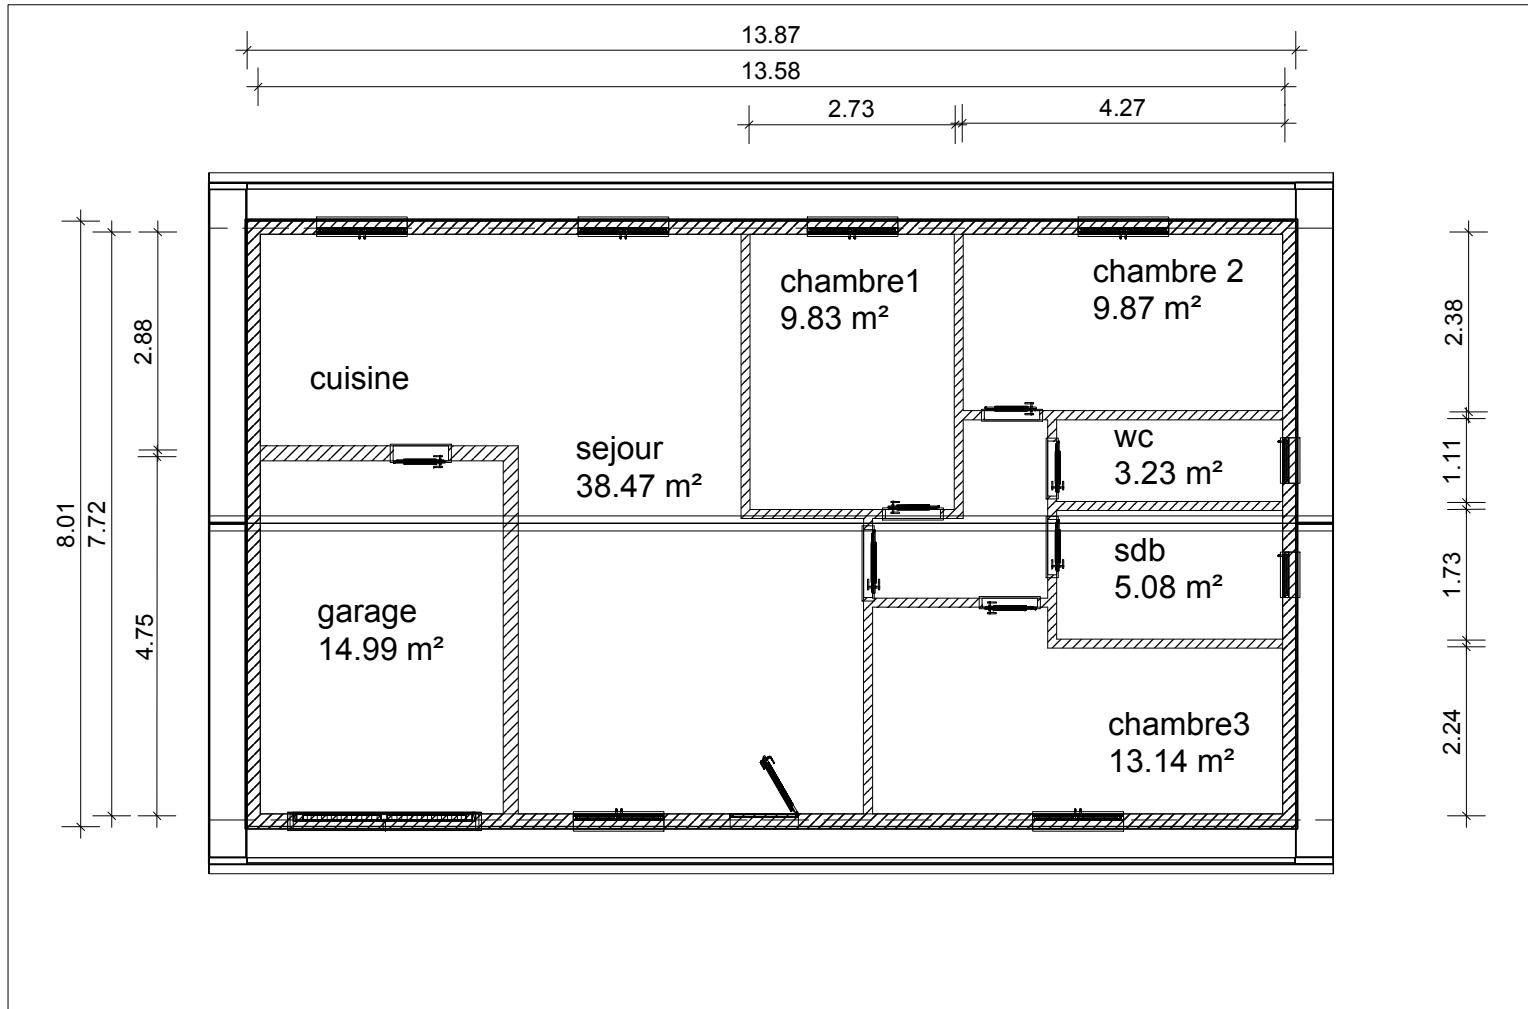 13.87
13.58
2.73
4.27
chambre1
9.83 m²
chambre 2
9.87 m²
2.88
2.38
cuisine
sejour
38.47 m²
wc
3.23 m²
1.11
8.01
7.72
sdb
5.08 m²
1.73
garage
14.99 m²
4.75
chambre3
13.14 m²
2.24